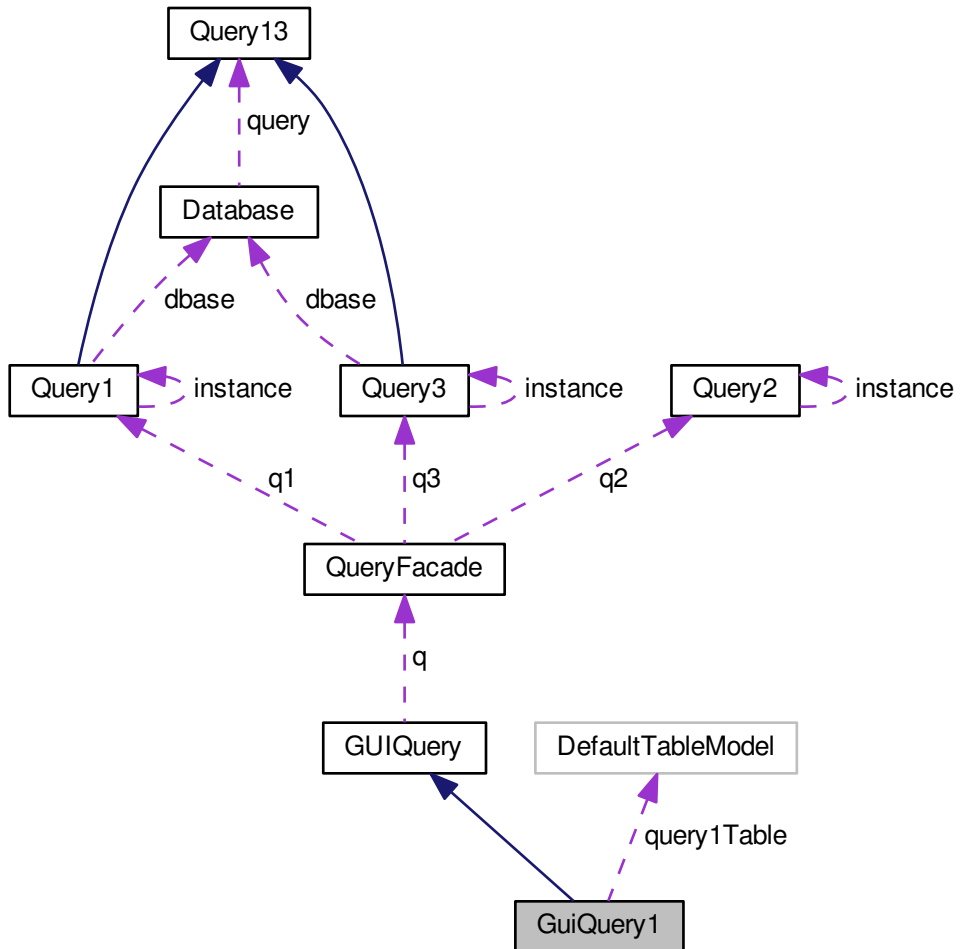 Query13
query
Database
dbase dbase
Query1 instance Query3 instance Query2 instance
q1 q3 q2
QueryFacade
q
GUIQuery DefaultTableModel
query1Table
GuiQuery1